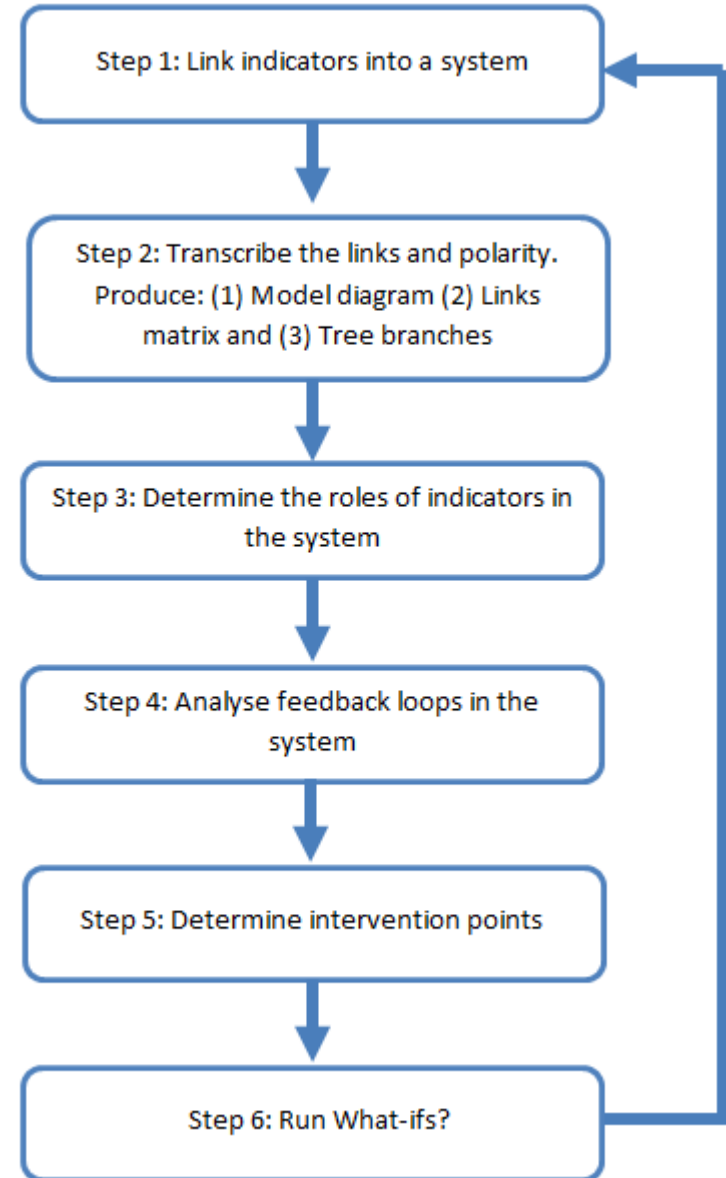 Step 1: Link indicators into a system
Step 2: Transcribe the links and polarity.
Produce: (1) Model diagram (2) Links
matrix and (3) Tree branches
Step 3: Determine the roles of indicators in
the system
Step 4: Analyse feedback loops in the
system
Step 5: Determine intervention points
Step 6: Run What-ifs?